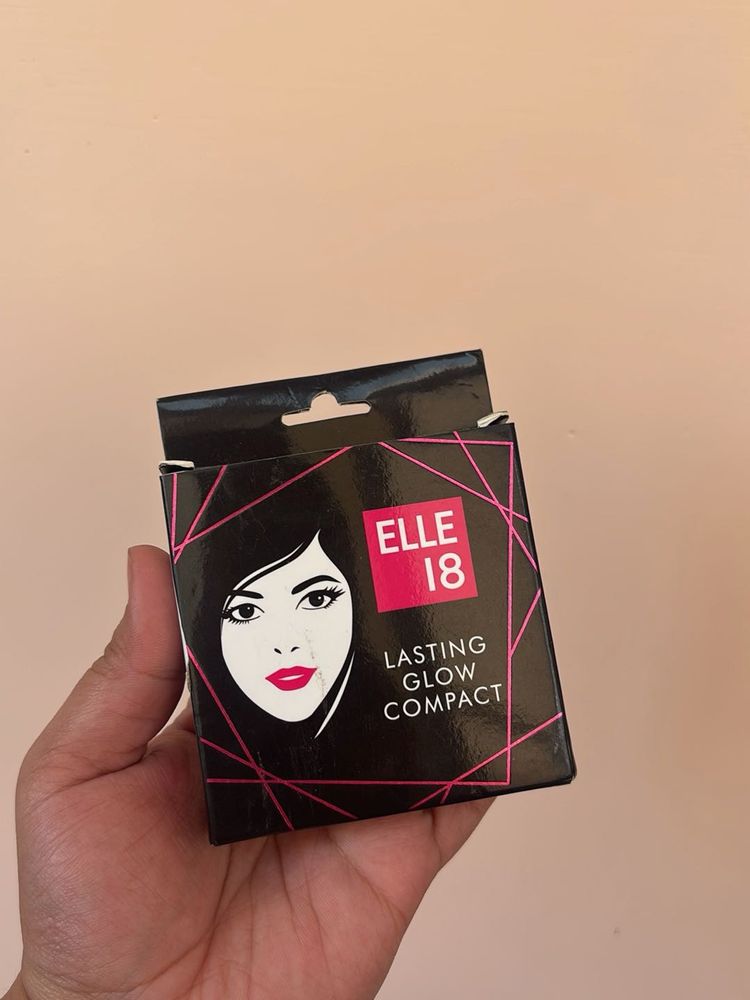 ELLE
18
LASTING
GLOW
COMPACT